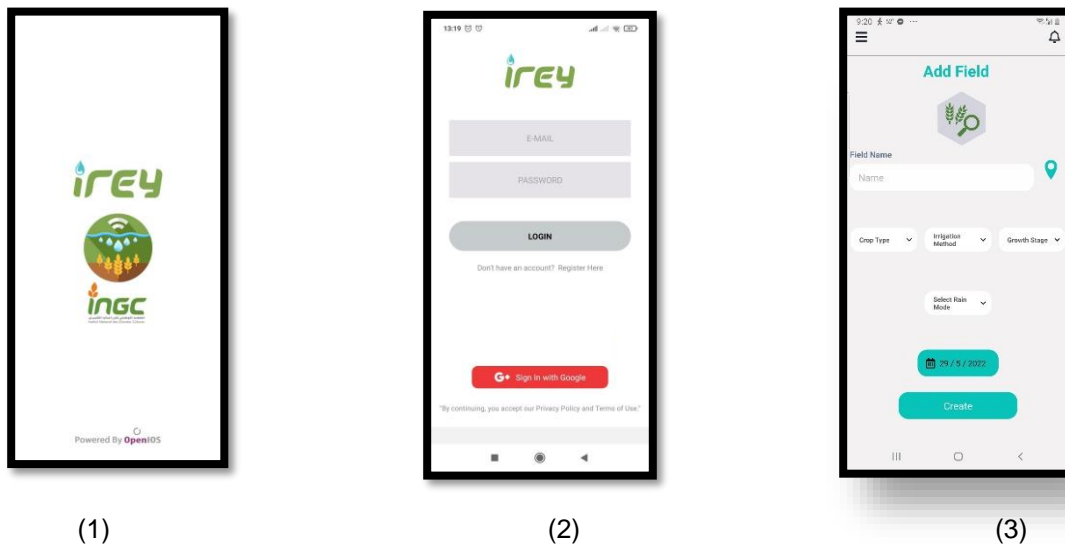 irey
iNGC
Powered By OpenIOS
(1)
13:19
irey
E-MAIL
PASSWORD
LOGIN
Don't have an account? Register Here
G+ Sign In with Google
"By continuing, you accept our Privacy Policy and Terms of Use."
(2)
9:20
Add Field
Field Name
Name
Crop Type
Irrigation Method
Growth Stage
Select Rain Mode
29 / 5 / 2022
Create
(3)